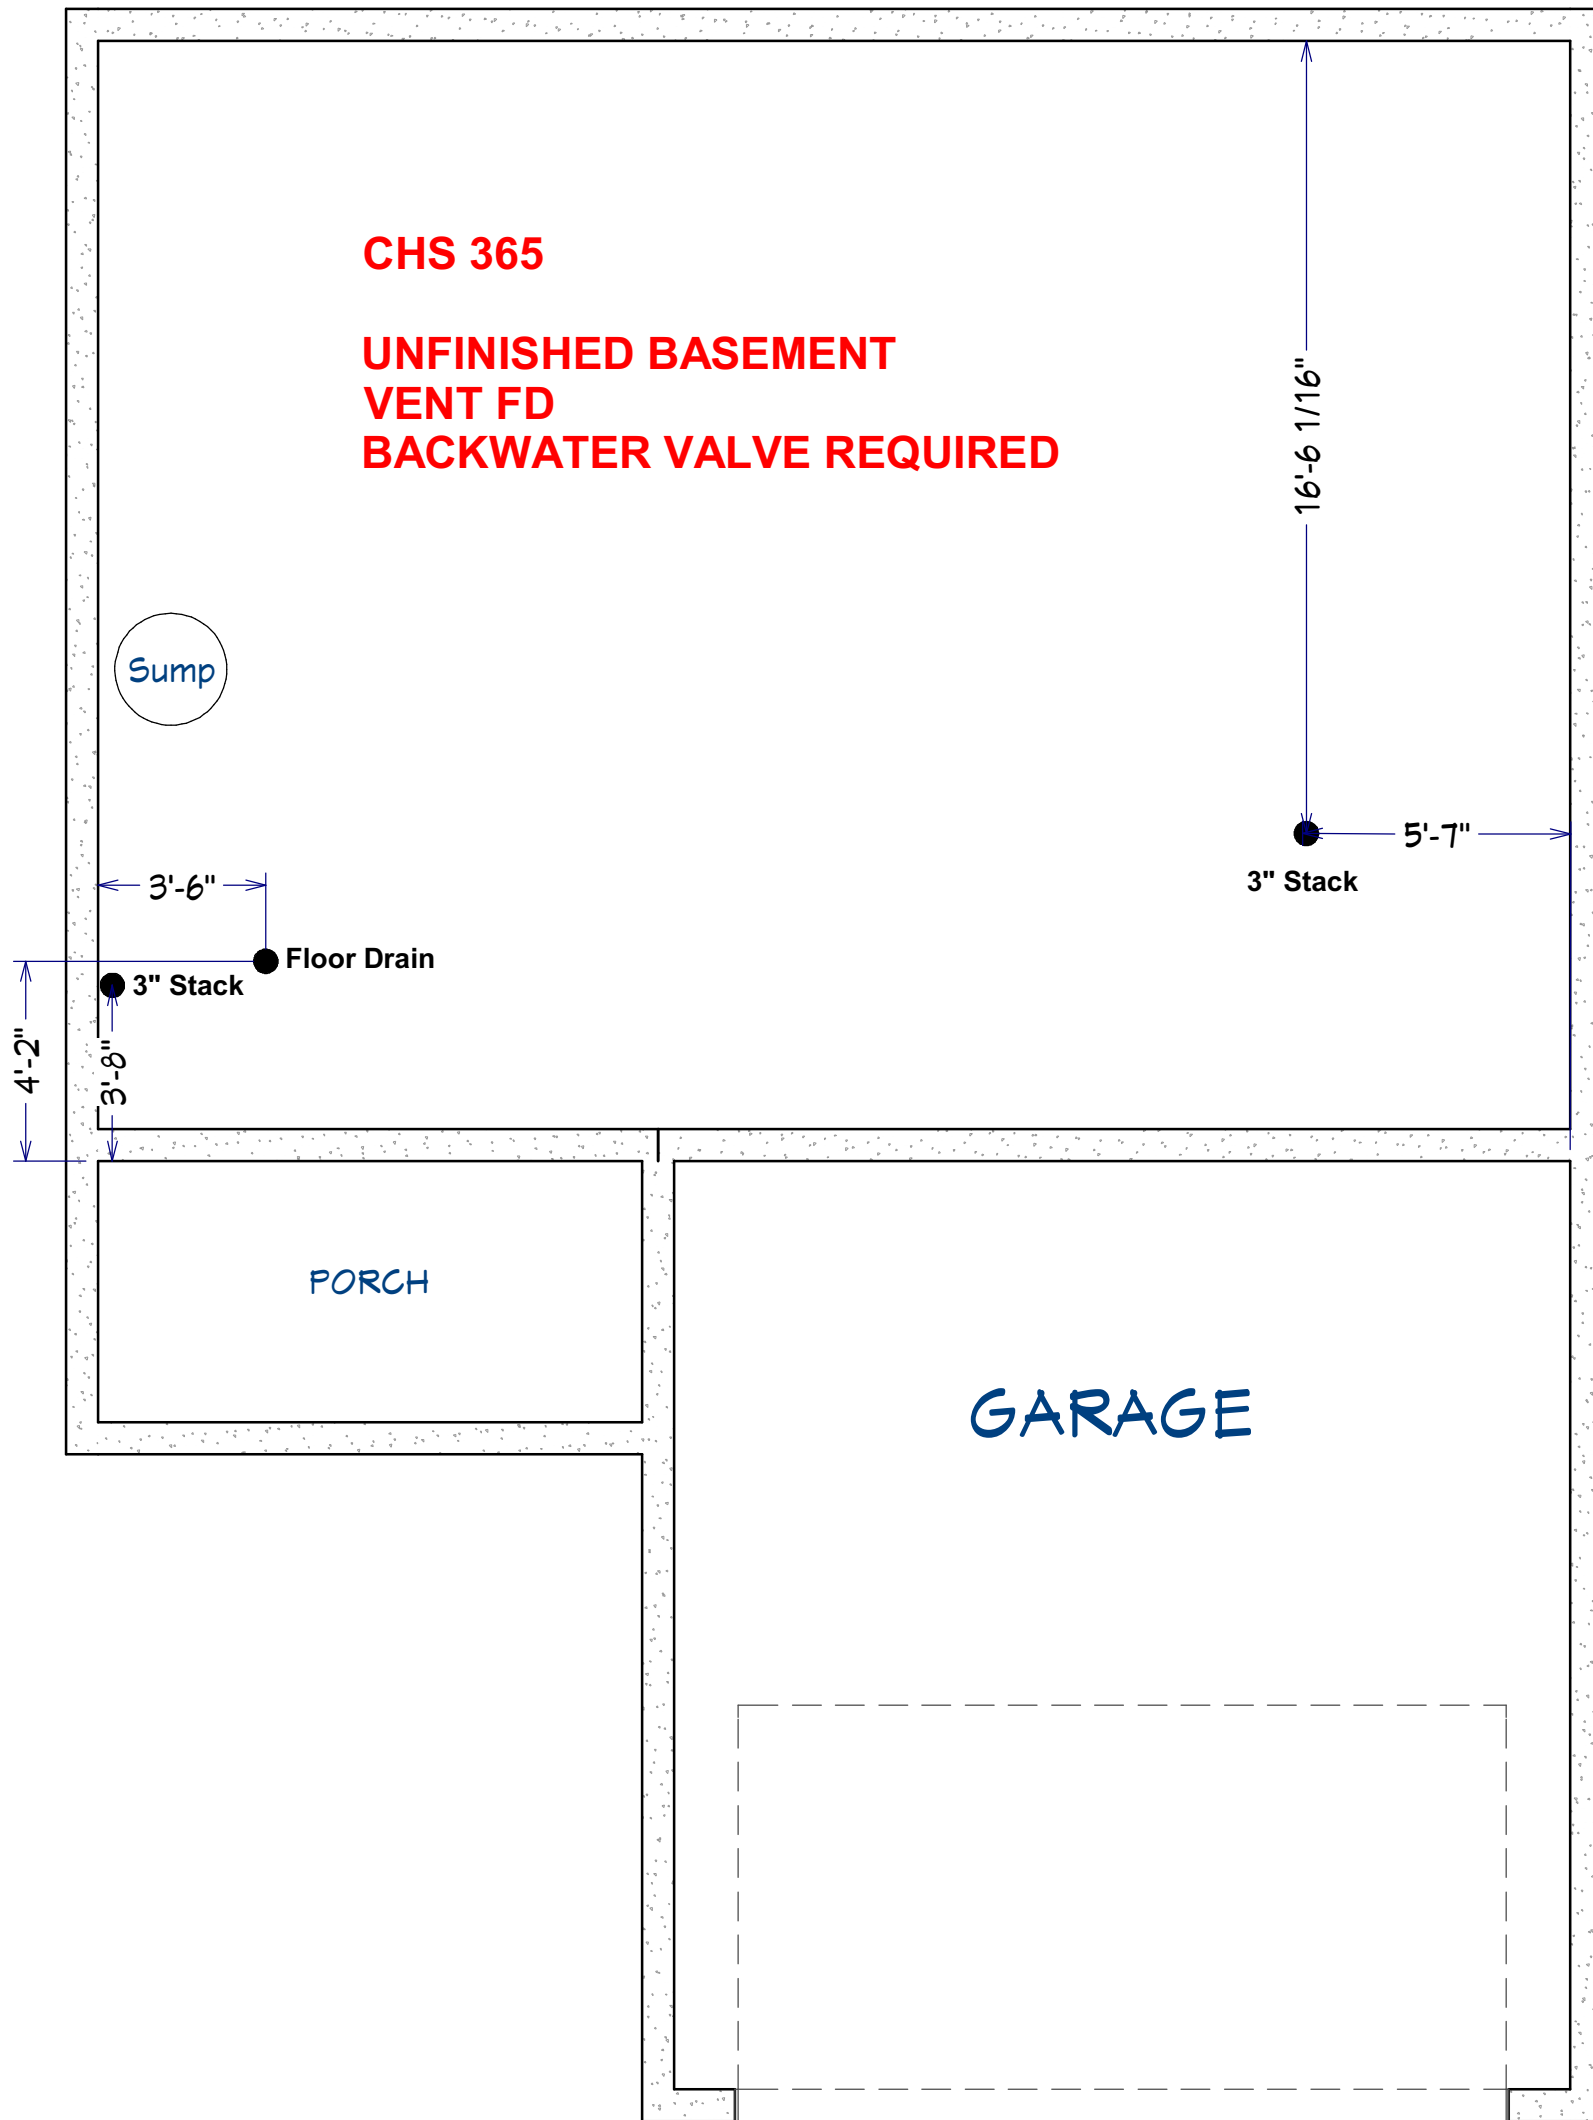 CHS 365
UNFINISHED BASEMENT
VENT FD
BACKWATER VALVE REQUIRED
16'-6 1/16"
Sump
5'-7"
3" Stack
3'-6"
Floor Drain
3" Stack
4'-2"
3'-8"
PORCH
GARAGE